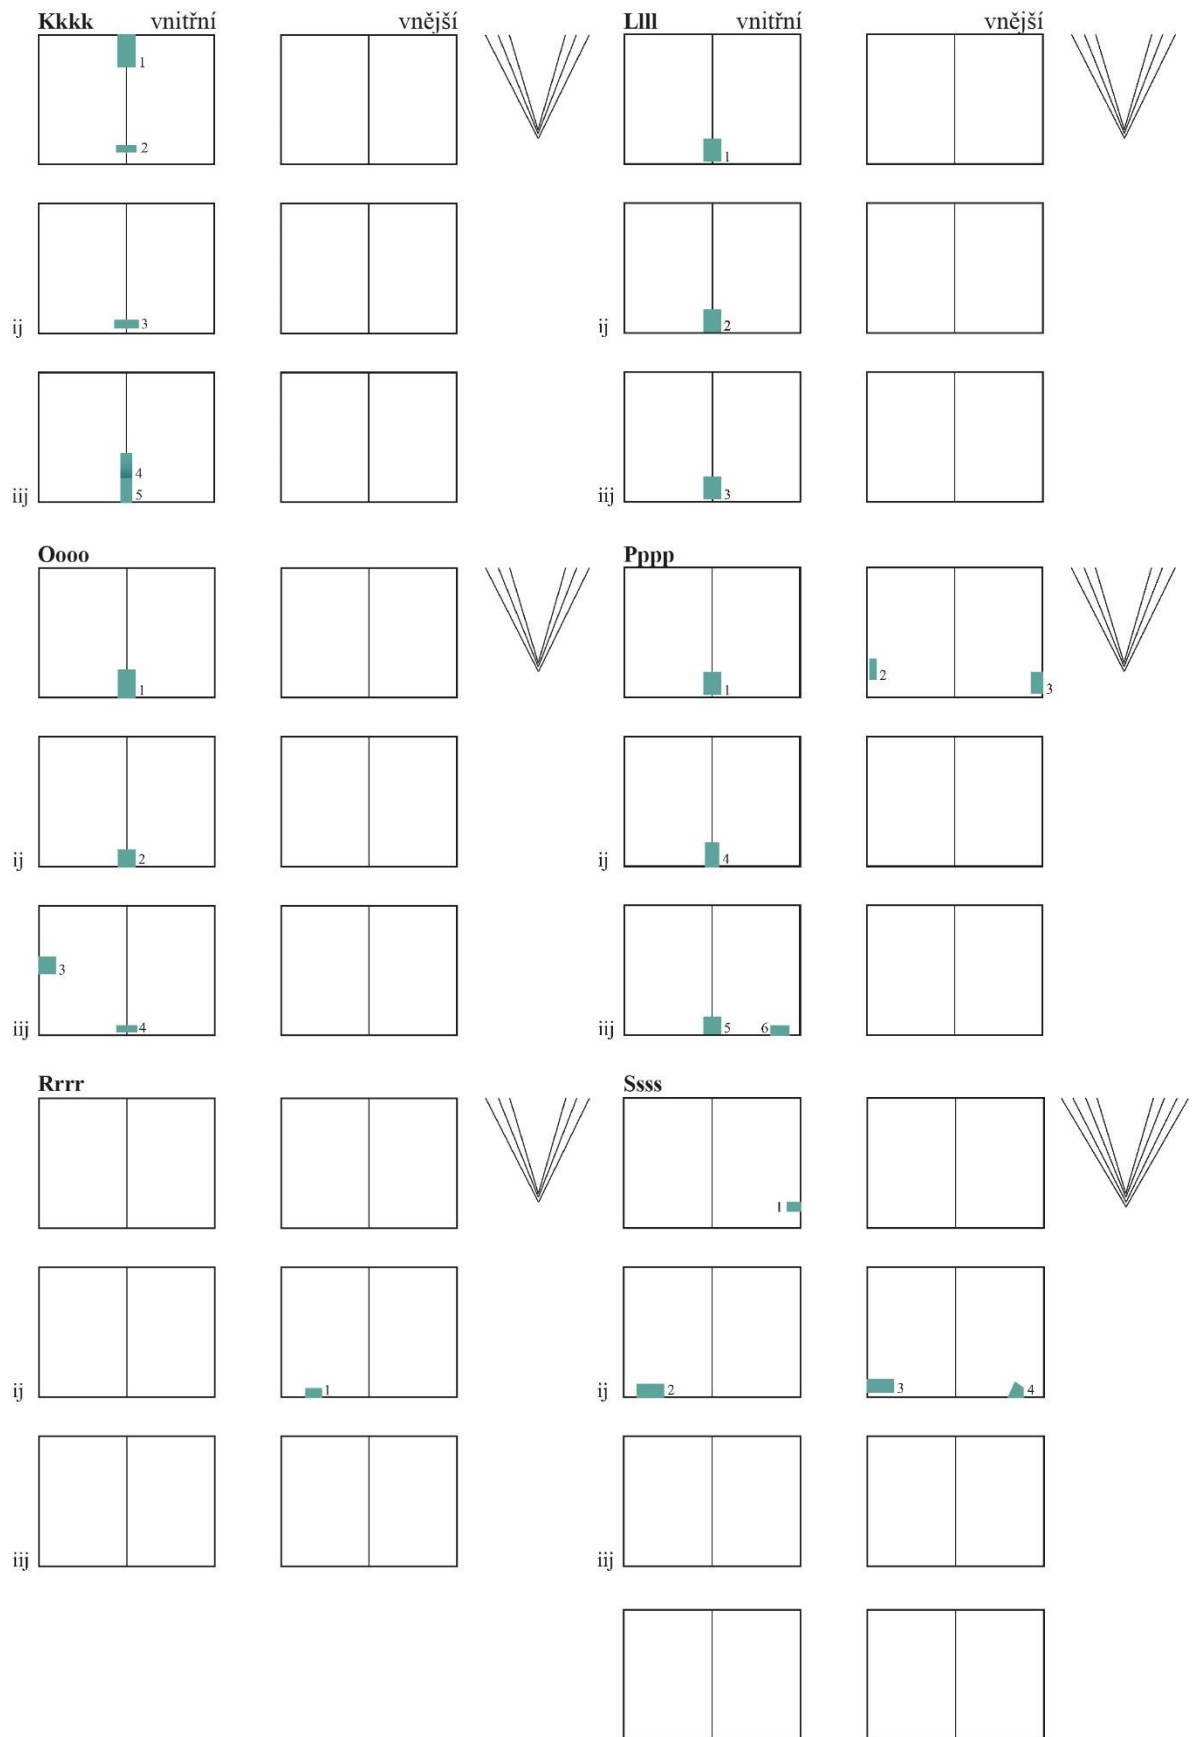 Kkkk vnitřní vnější Llll vnitřní vnější
1
2
1
ij 3 ij 2
iij 4 iij 3
5
Oooo Pppp
1 1 2 3
ij 2 ij 4
3
iij 4 iij 5 6
Rrrr Ssss
1
ij 1 ij 2 3 4
iij iij